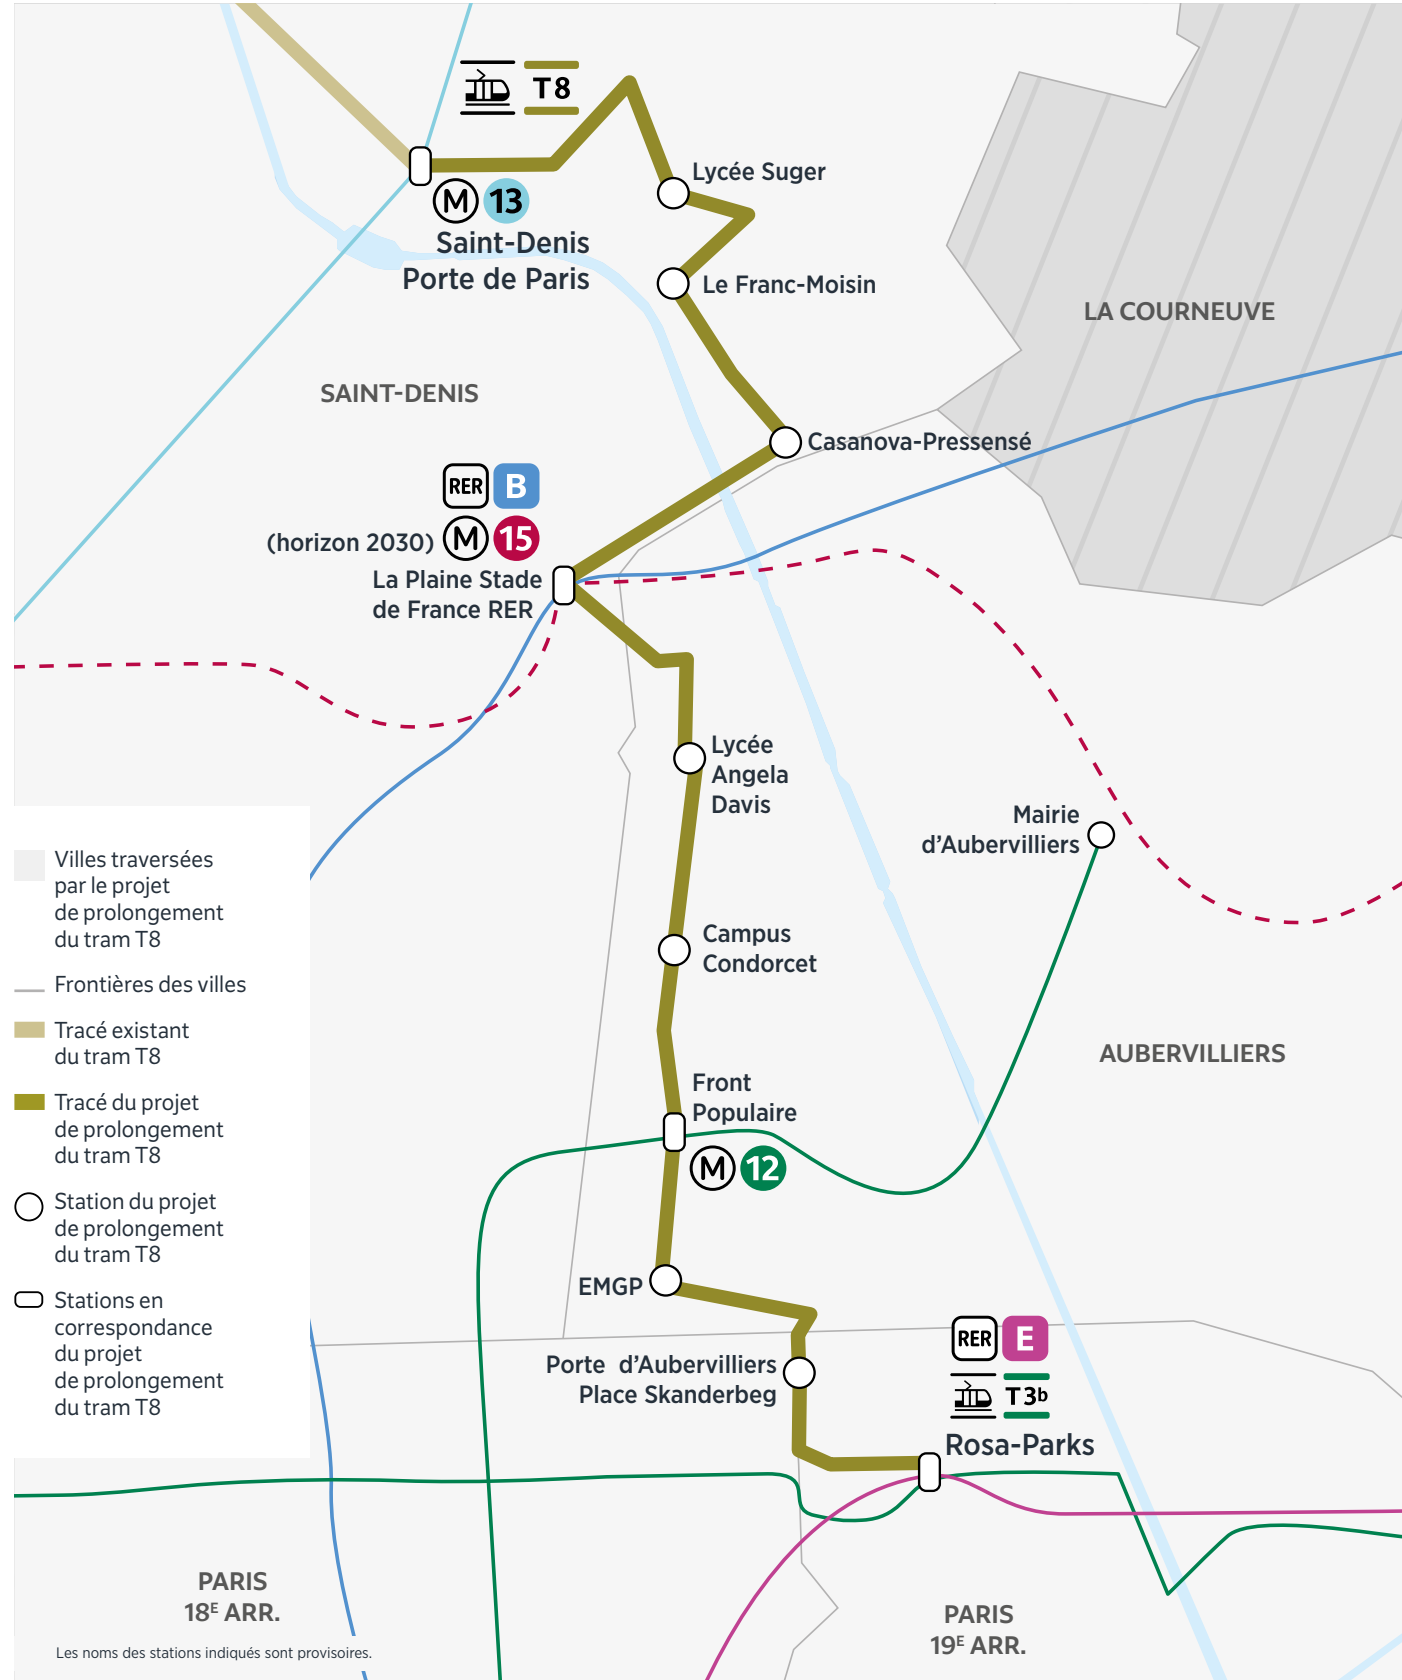 T8
Lycée Suger
M 13
Saint-Denis
Porte de Paris
Le Franc-Moisin
LA COURNEUVE
SAINT-DENIS
Casanova-Pressensé
RER B
(horizon 2030) M 15
La Plaine Stade
de France RER
Lycée
Angela
Davis
Mairie
d'Aubervilliers
Villes traversées
par le projet
de prolongement
du tram T8
Frontières des villes
Tracé existant
du tram T8
Tracé du projet
de prolongement
du tram T8
Station du projet
de prolongement
du tram T8
Stations en
correspondance
du projet
de prolongement
du tram T8
Campus
Condorcet
AUBERVILLIERS
Front
Populaire
M 12
EMGP
Porte d'Aubervilliers
Place Skanderbeg
RER E
T3b
Rosa-Parks
PARIS
18E ARR.
PARIS
19E ARR.
Les noms des stations indiqués sont provisoires.